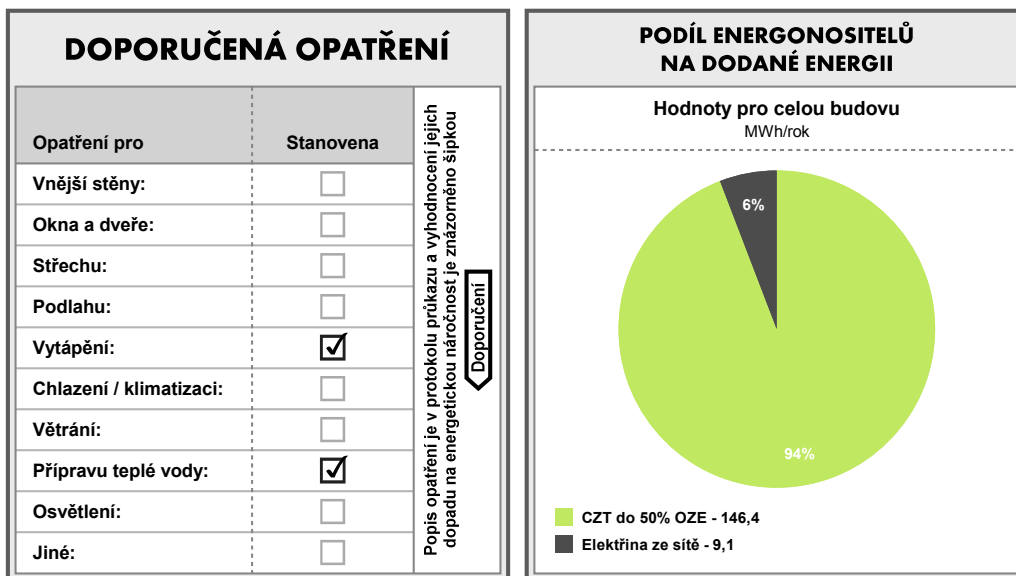 DOPORUČENÁ OPATŘENÍ
Opatření pro
Stanovena
Vnější stěny:
Okna a dveře:
Střechu:
Podlahu:
Vytápění:
Chlazení / klimatizaci:
Větrání:
Přípravu teplé vody:
Osvětlení:
Jiné:
Popis opatření je v protokolu průkazu a vyhodnocení jejich
dopadu na energetickou náročnost je znázorněno šipkou
Doporučení
PODÍL ENERGONOSITELŮ
NA DODANÉ ENERGII
Hodnoty pro celou budovu
MWh/rok
6%
94%
CZT do 50% OZE - 146,4
Elektřina ze sítě - 9,1